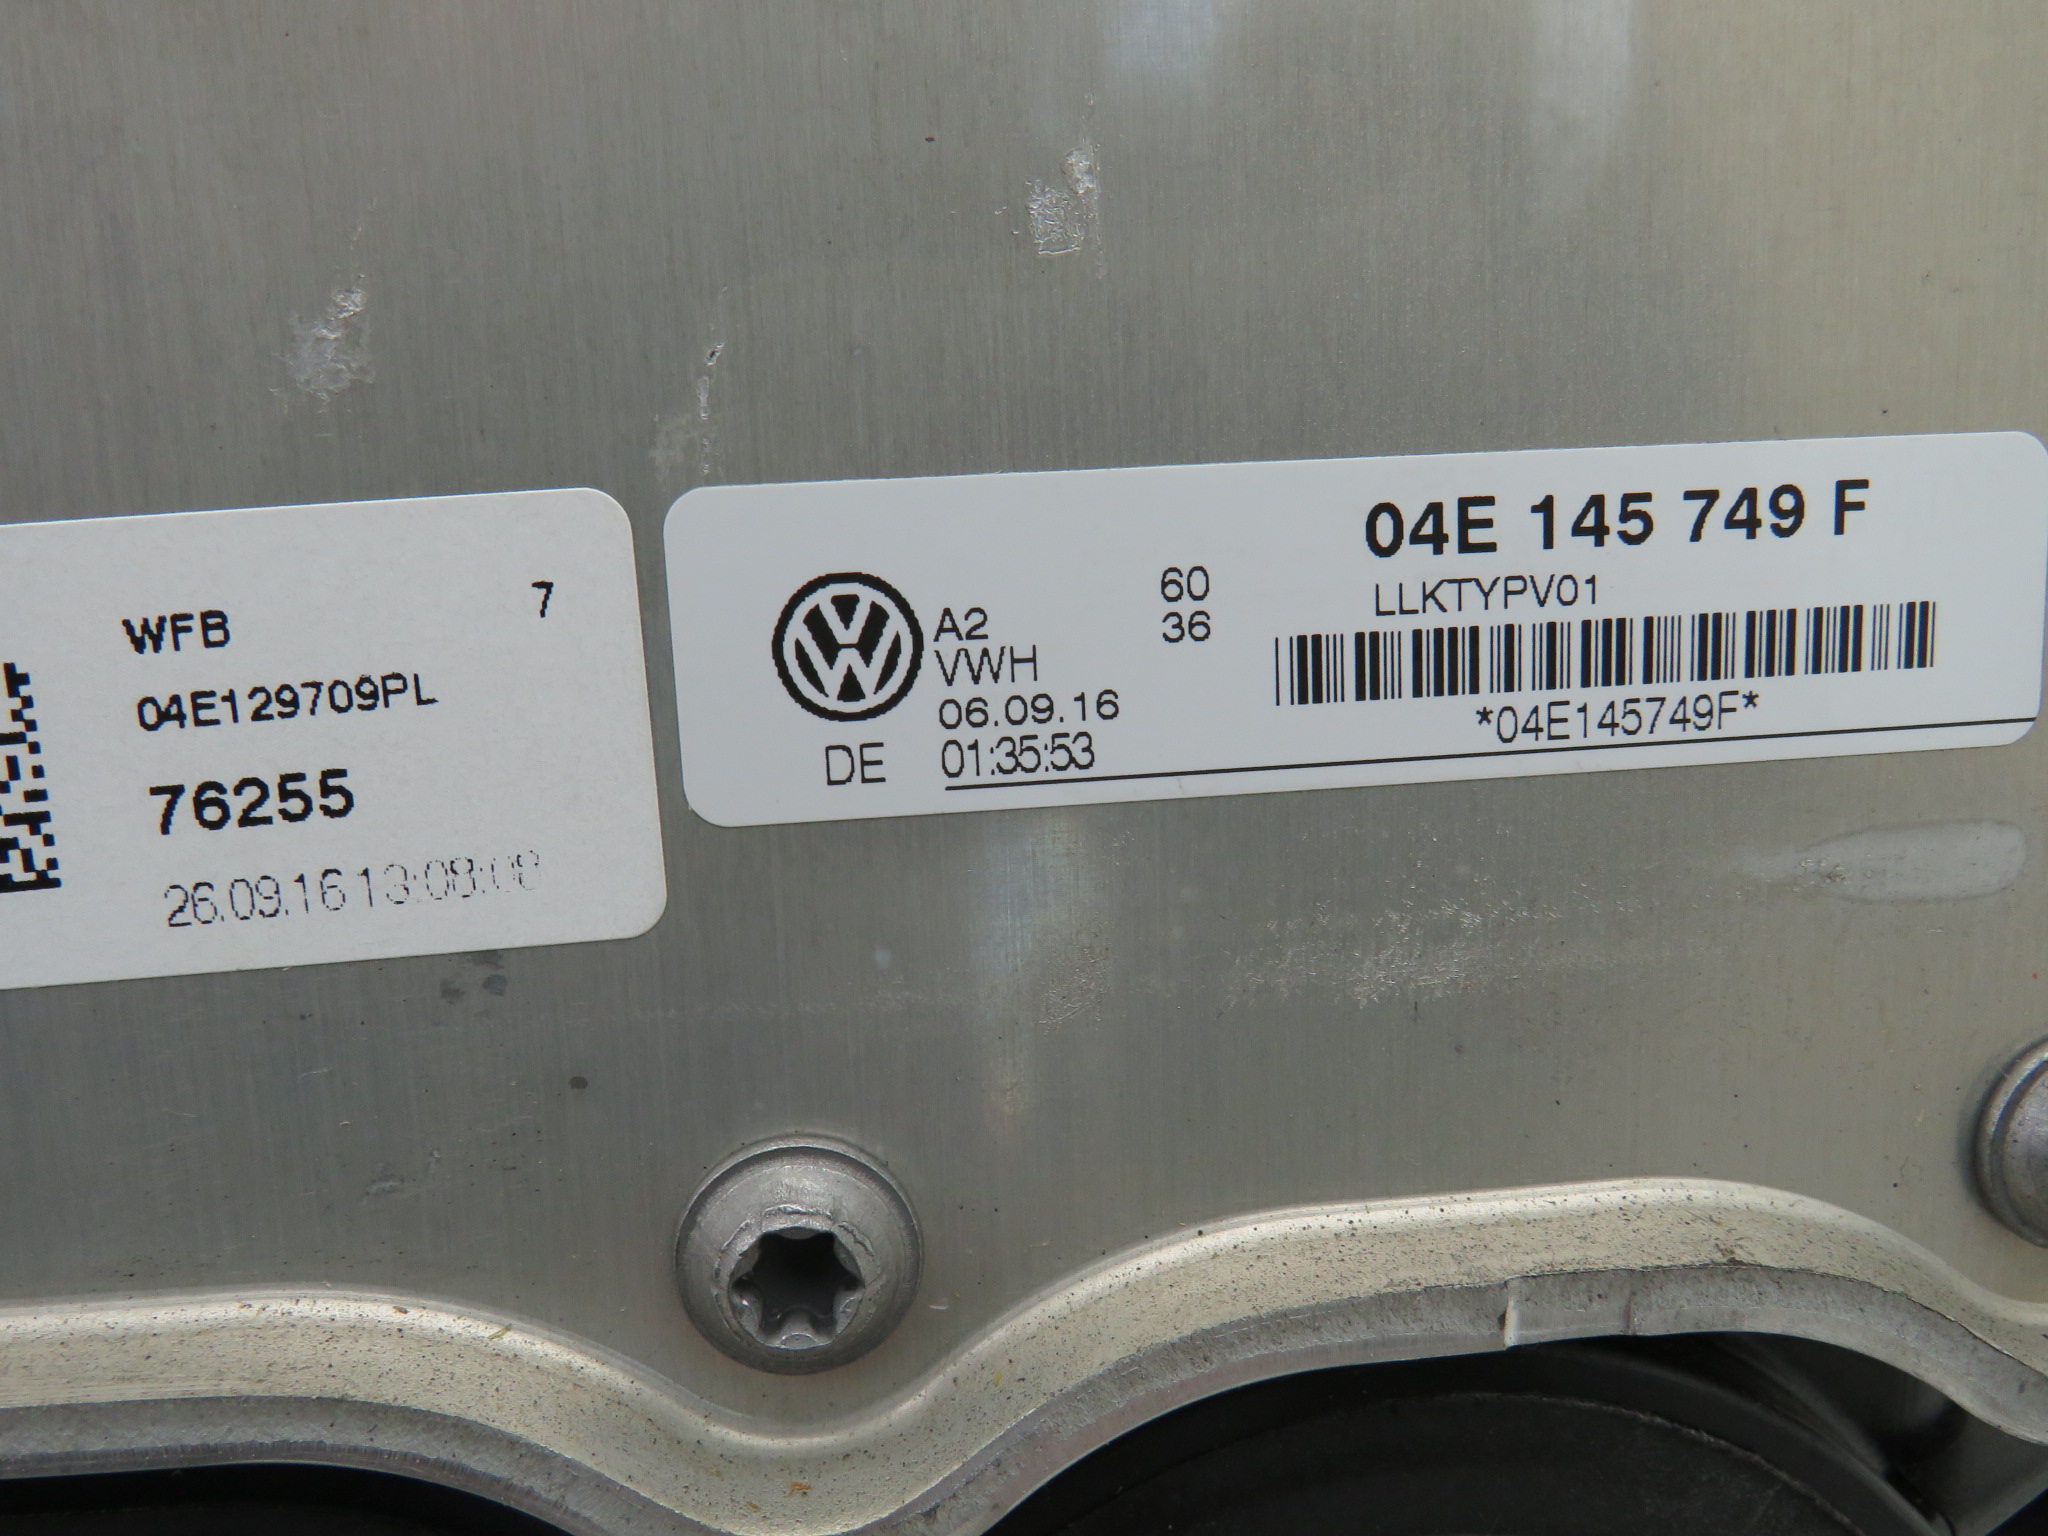 WFB 7
04E129709PL
76255
26.09.16 13:08:08
04E 145 749 F
LLKTYPV01
60
36
A2
VWH
06.09.16
DE 01:35:53
*04E145749F*